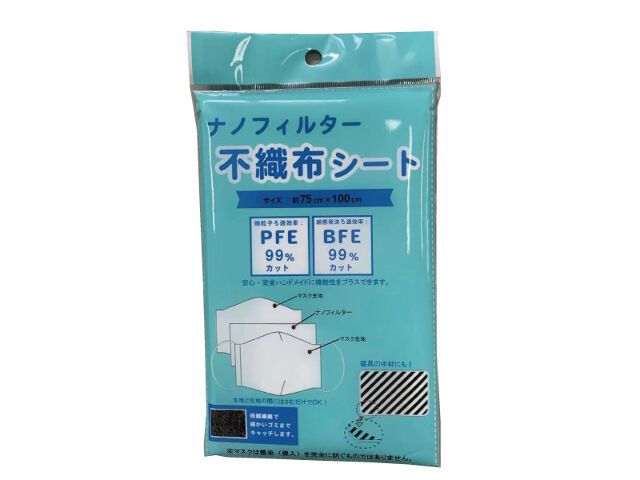 ナノフィルター
不織布シート
サイズ 約75cm×100cm
微粒子ろ過効率:
PFE
99%
カット
細菌飛沫ろ過効率:
BFE
99%
カット
安心・安全ハンドメイドに機能性をプラスできます。
マスク生地
ナノフィルター
マスク生地
寝具の中材にも!
生地と生地の間にはさむだけでOK!
極細繊維で
細かいゴミまで
キャッチします。
※マスクは感染(侵入)を完全に防ぐものではありません。